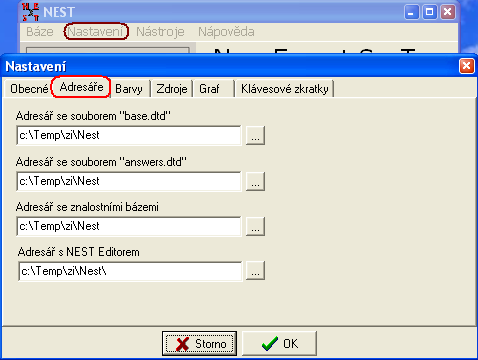 NEST
Báze Nastavení Nástroje Nápověda
Nastavení
Obecné Adresáře Barvy Zdroje Graf Klávesové zkratky
Adresář se souborem "base.dtd"
c:\Temp\zi\Nest ...
Adresář se souborem "answers.dtd"
c:\Temp\zi\Nest ...
Adresář se znalostními bázemi
c:\Temp\zi\Nest ...
Adresář s NEST Editorem
c:\Temp\zi\Nest\ ...
Storno OK